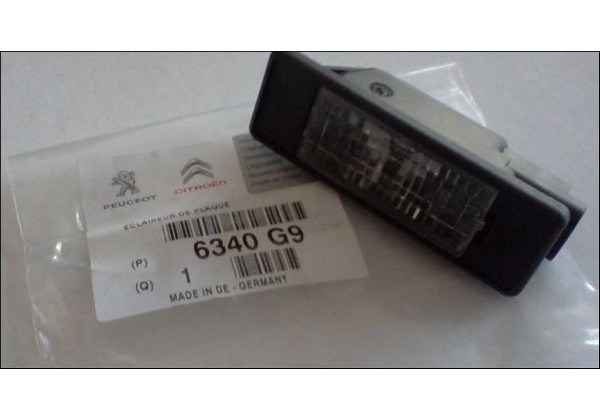 PEUGEOT CITROËN
ECLAIREUR DE PLAQUE
(P) 6340 G9
(Q) 1
MADE IN DE - GERMANY